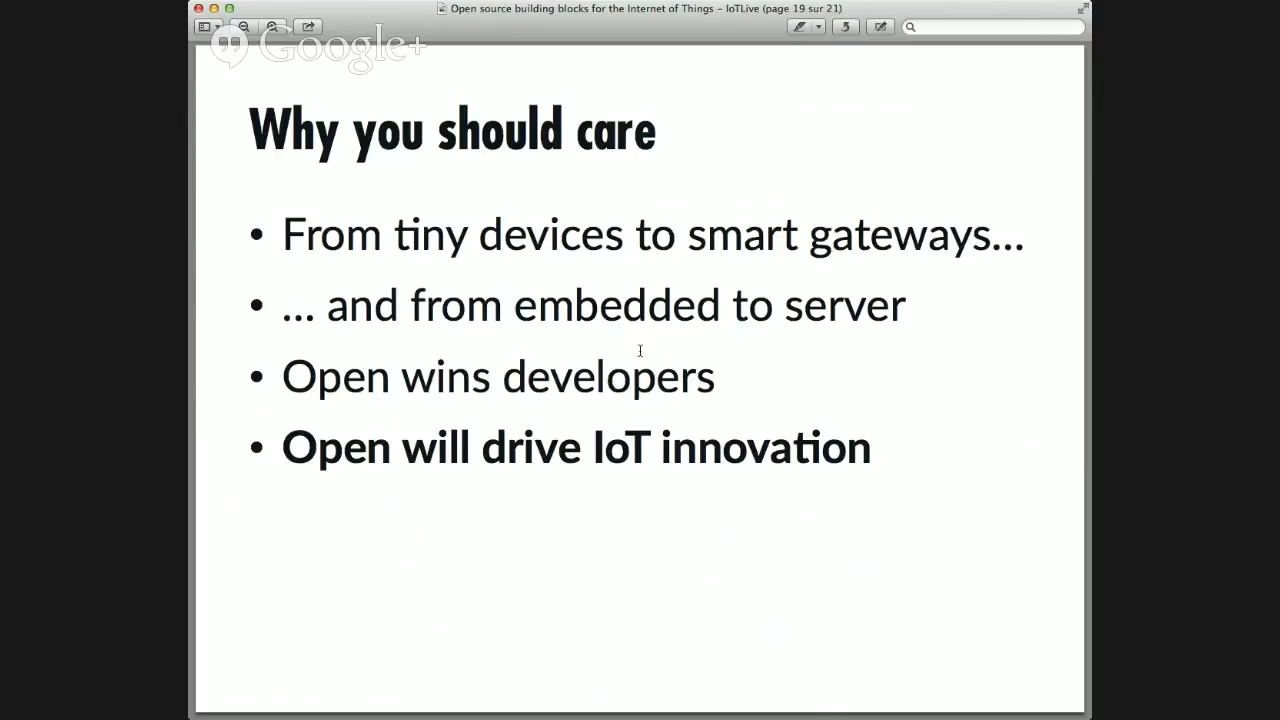 Open source building blocks for the Internet of Things – IoTLive (page 19 sur 21)
Google+
Why you should care
• From tiny devices to smart gateways...
• ... and from embedded to server
• Open wins developers
• Open will drive IoT innovation